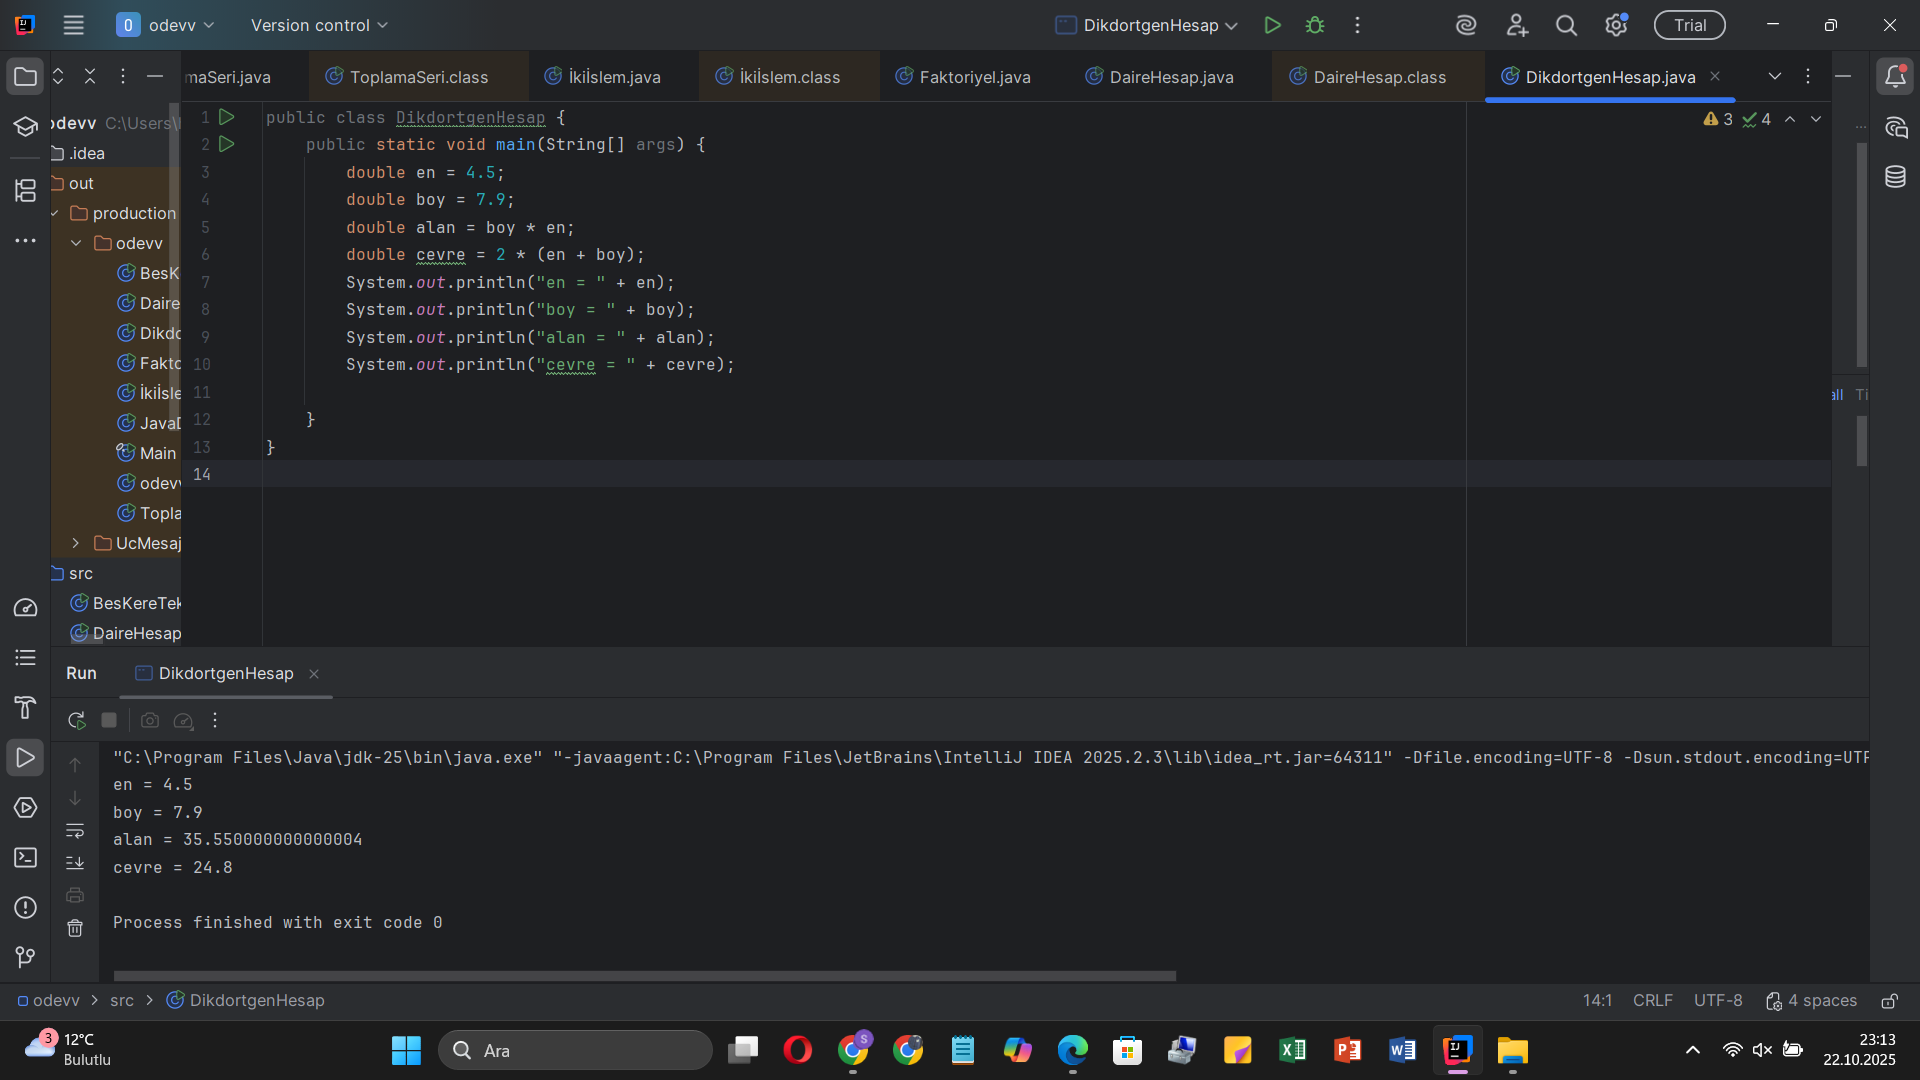 odevv
Version control
DikdortgenHesap
Trial
maSeri.java
ToplamaSeri.class
İkiİslem.java
İkiİslem.class
Faktoriyel.java
DaireHesap.java
DaireHesap.class
DikdortgenHesap.java
odevv C:\Users\
.idea
out
production
odevv
BesK
Daire
Dikdo
Fakto
İkiİsle
JavaD
Main
odevv
Topla
UcMesaj
src
BesKereTek
DaireHesap
3 4
1 public class DikdortgenHesap {
2 public static void main(String[] args) {
3 double en = 4.5;
4 double boy = 7.9;
5 double alan = boy * en;
6 double cevre = 2 * (en + boy);
7 System.out.println("en = " + en);
8 System.out.println("boy = " + boy);
9 System.out.println("alan = " + alan);
10 System.out.println("cevre = " + cevre);
11
12 }
13 }
14
all Ti
Run DikdortgenHesap
"C:\Program Files\Java\jdk-25\bin\java.exe" "-javaagent:C:\Program Files\JetBrains\IntelliJ IDEA 2025.2.3\lib\idea_rt.jar=64311" -Dfile.encoding=UTF-8 -Dsun.stdout.encoding=UTF
en = 4.5
boy = 7.9
alan = 35.550000000000004
cevre = 24.8
Process finished with exit code 0
odevv > src > DikdortgenHesap
14:1 CRLF UTF-8 4 spaces
3
12°C
Bulutlu
Ara
23:13
22.10.2025